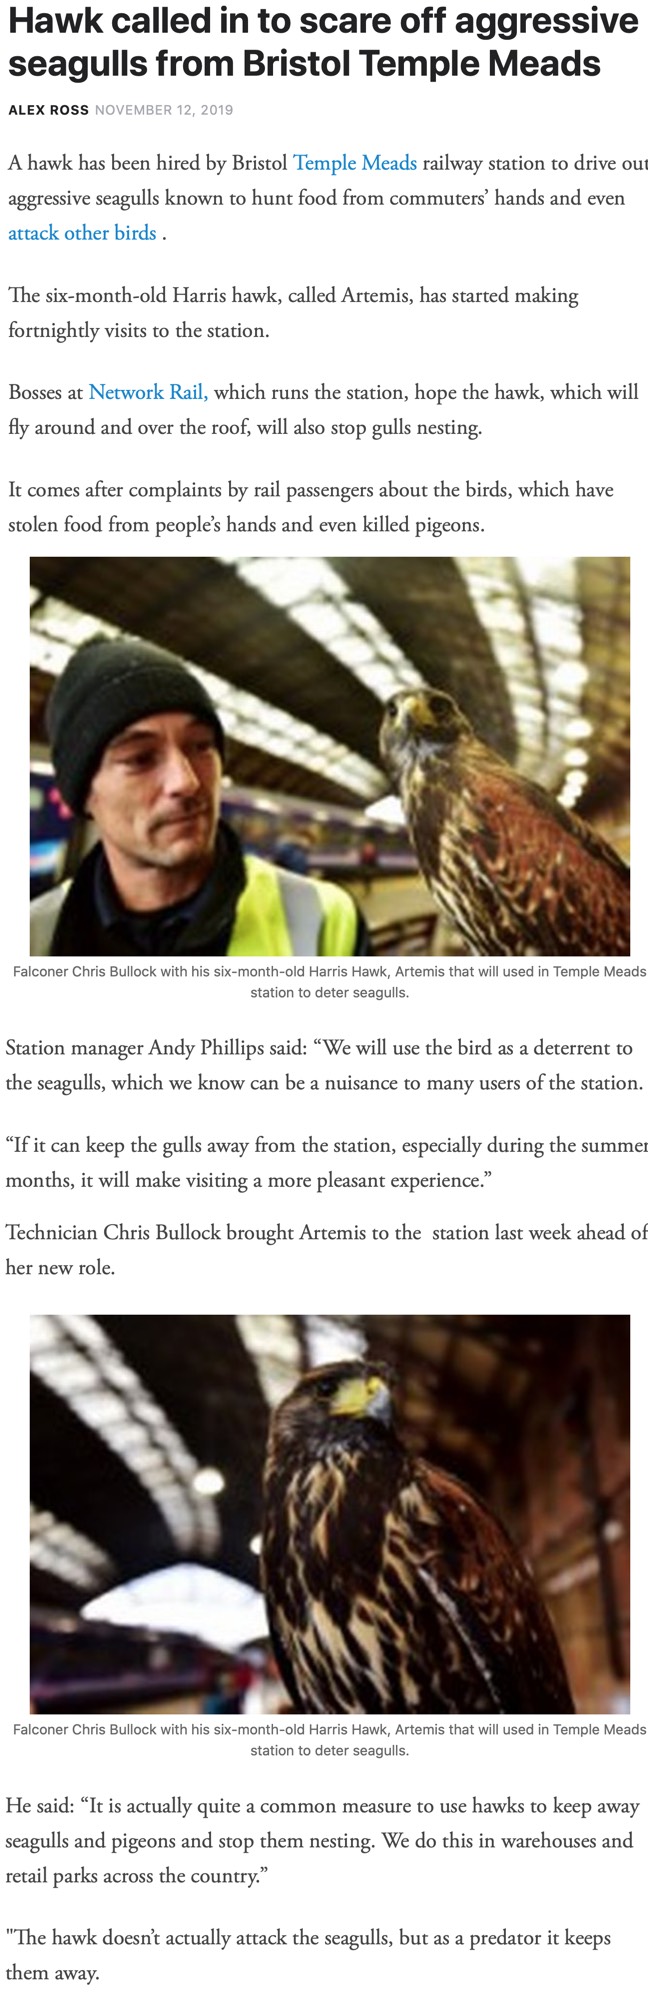 Hawk called in to scare off aggressive
seagulls from Bristol Temple Meads
ALEX ROSS NOVEMBER 12, 2019
A hawk has been hired by Bristol Temple Meads railway station to drive out
aggressive seagulls known to hunt food from commuters’ hands and even
attack other birds .
The six-month-old Harris hawk, called Artemis, has started making
fortnightly visits to the station.
Bosses at Network Rail, which runs the station, hope the hawk, which will
fly around and over the roof, will also stop gulls nesting.
It comes after complaints by rail passengers about the birds, which have
stolen food from people’s hands and even killed pigeons.
Falconer Chris Bullock with his six-month-old Harris Hawk, Artemis that will used in Temple Meads
station to deter seagulls.
Station manager Andy Phillips said: “We will use the bird as a deterrent to
the seagulls, which we know can be a nuisance to many users of the station.
“If it can keep the gulls away from the station, especially during the summer
months, it will make visiting a more pleasant experience.”
Technician Chris Bullock brought Artemis to the  station last week ahead of
her new role.
Falconer Chris Bullock with his six-month-old Harris Hawk, Artemis that will used in Temple Meads
station to deter seagulls.
He said: “It is actually quite a common measure to use hawks to keep away
seagulls and pigeons and stop them nesting. We do this in warehouses and
retail parks across the country.”
"The hawk doesn’t actually attack the seagulls, but as a predator it keeps
them away.